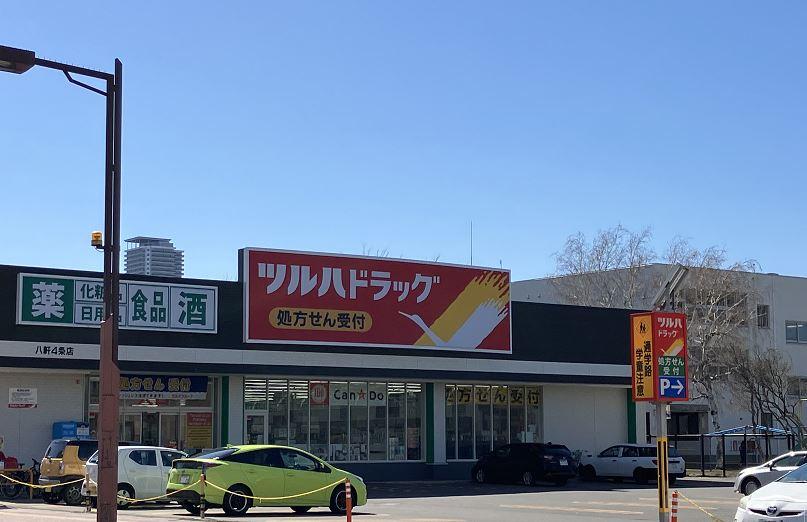 ツルハドラッグ
処方せん受付
薬
化粧品
日用品
食品
酒
八軒4条店
処方せん 受付
100
Can★Do
処方せん受付
通学路
学童注意
ツルハ
ドラッグ
処方せん
受付
P→